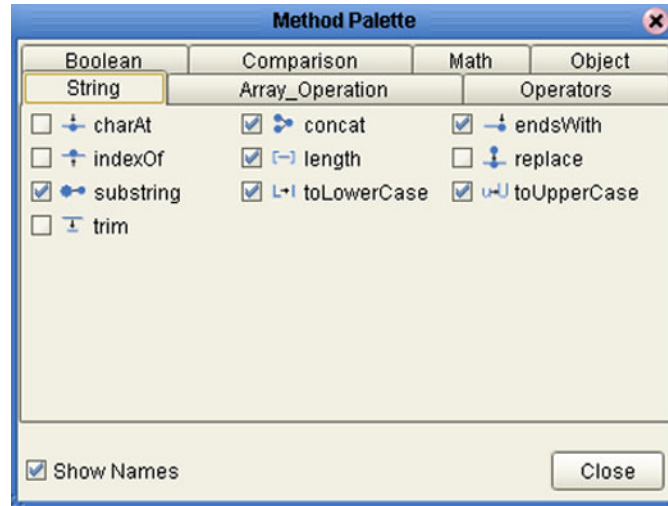 Method Palette
Boolean Comparison Math Object
String Array_Operation Operators
charAt concat endsWith
indexOf length replace
substring toLowerCase toUpperCase
trim
Show Names Close